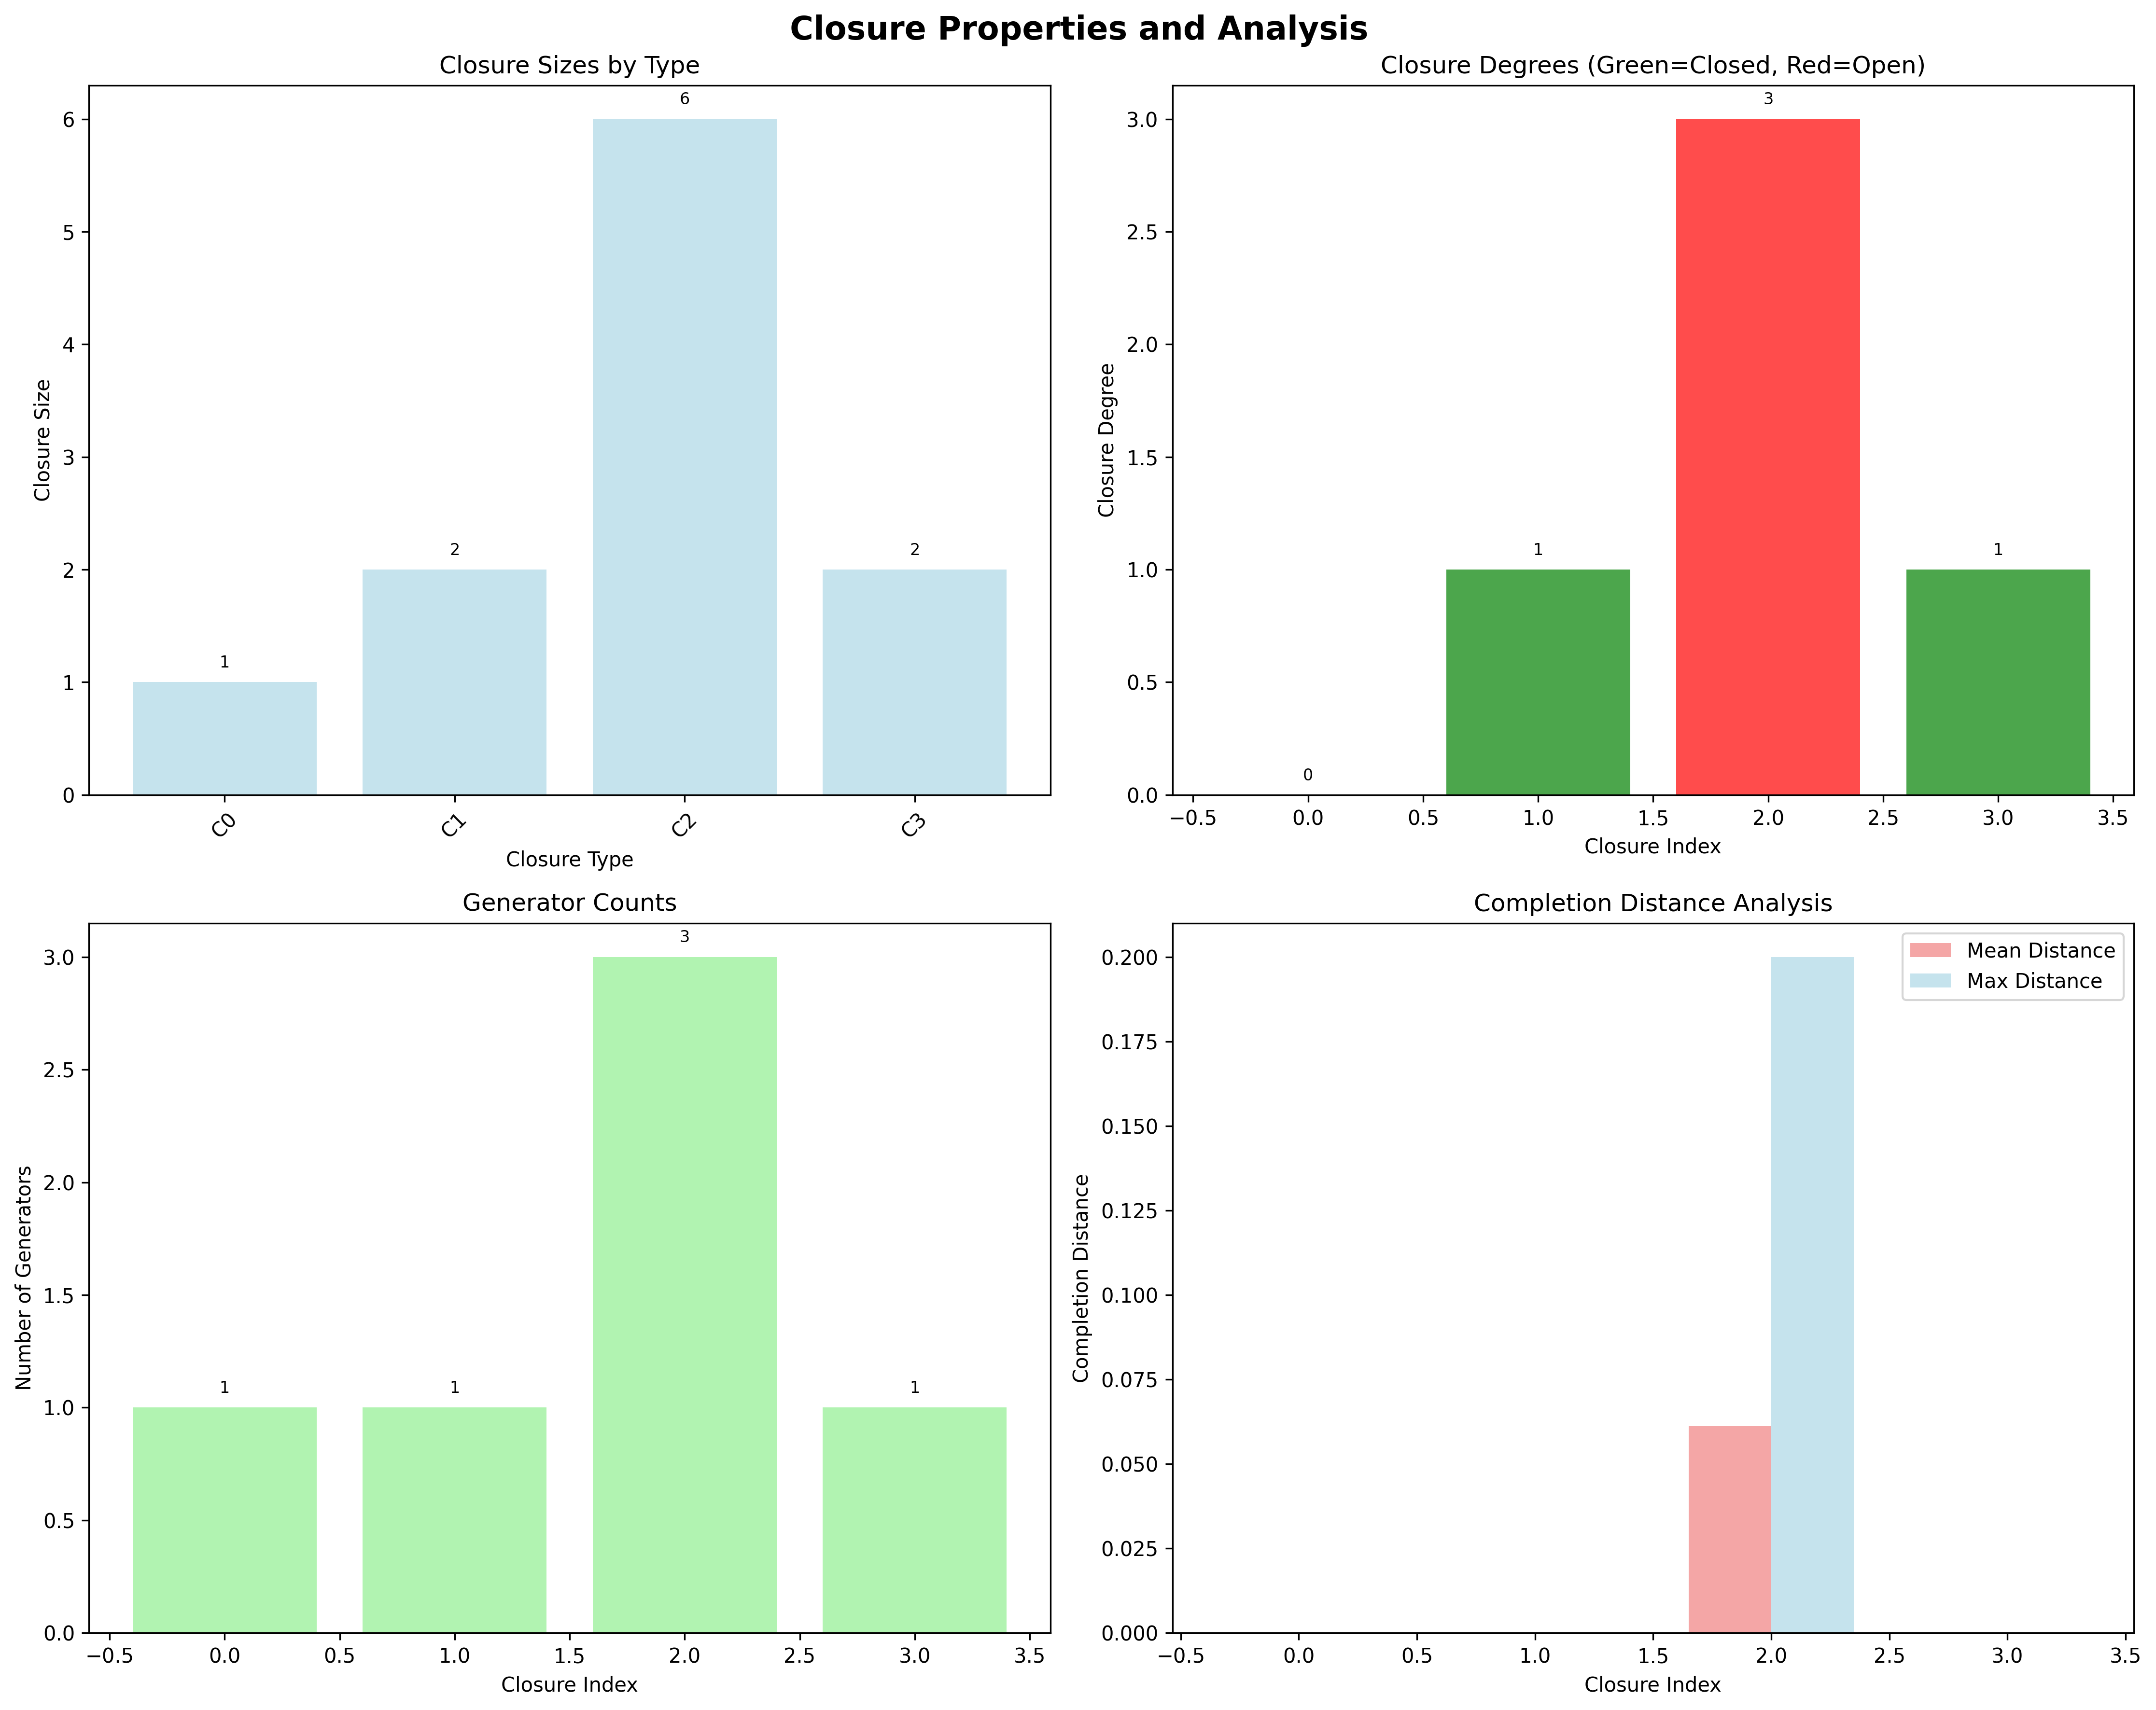 Closure Properties and Analysis
Closure Sizes by Type
6
5
4
3
2
1
0
Closure Size
1
2
6
2
C0
C1
C2
C3
Closure Type
Closure Degrees (Green=Closed, Red=Open)
3.0
2.5
2.0
1.5
1.0
0.5
0.0
Closure Degree
0
1
3
1
−0.5 0.0 0.5 1.0 1.5 2.0 2.5 3.0 3.5
Closure Index
Generator Counts
3.0
2.5
2.0
1.5
1.0
0.5
0.0
Number of Generators
1
1
3
1
−0.5 0.0 0.5 1.0 1.5 2.0 2.5 3.0 3.5
Closure Index
Completion Distance Analysis
Mean Distance
Max Distance
0.200
0.175
0.150
0.125
0.100
0.075
0.050
0.025
0.000
Completion Distance
−0.5 0.0 0.5 1.0 1.5 2.0 2.5 3.0 3.5
Closure Index